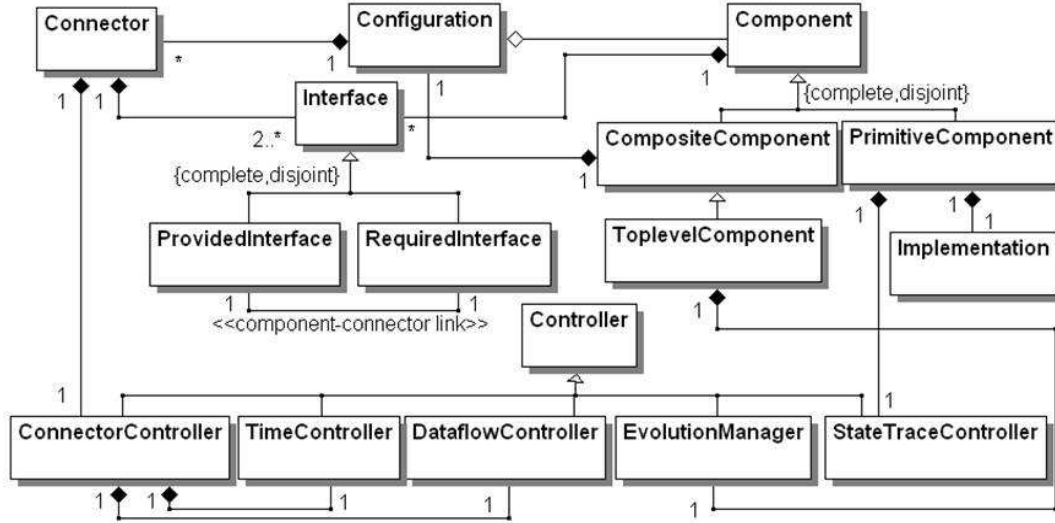 Connector
Configuration
Component
*
1
1
1
1
1
{complete,disjoint}
Interface
2..*
*
CompositeComponent
PrimitiveComponent
1
{complete,disjoint}
1
1
1
ProvidedInterface
RequiredInterface
ToplevelComponent
Implementation
1
1
1
<<component-connector link>>
Controller
1
1
ConnectorController
TimeController
DataflowController
EvolutionManager
StateTraceController
1
1
1
1
1